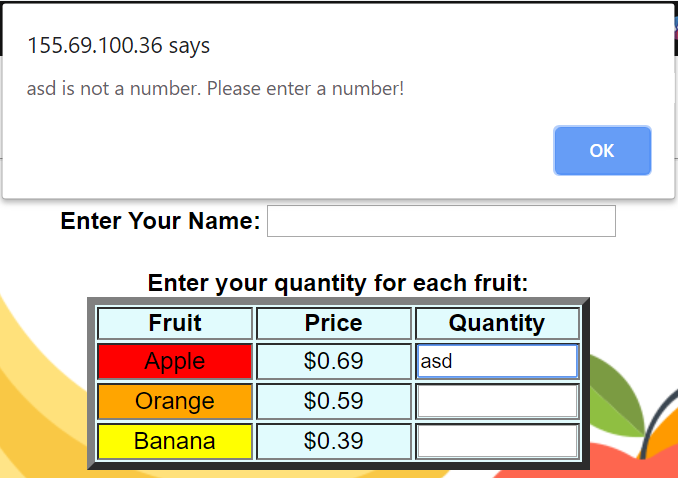 155.69.100.36 says
asd is not a number. Please enter a number!
OK
Enter Your Name:
Enter your quantity for each fruit:
Fruit Price Quantity
Apple $0.69 asd
Orange $0.59
Banana $0.39